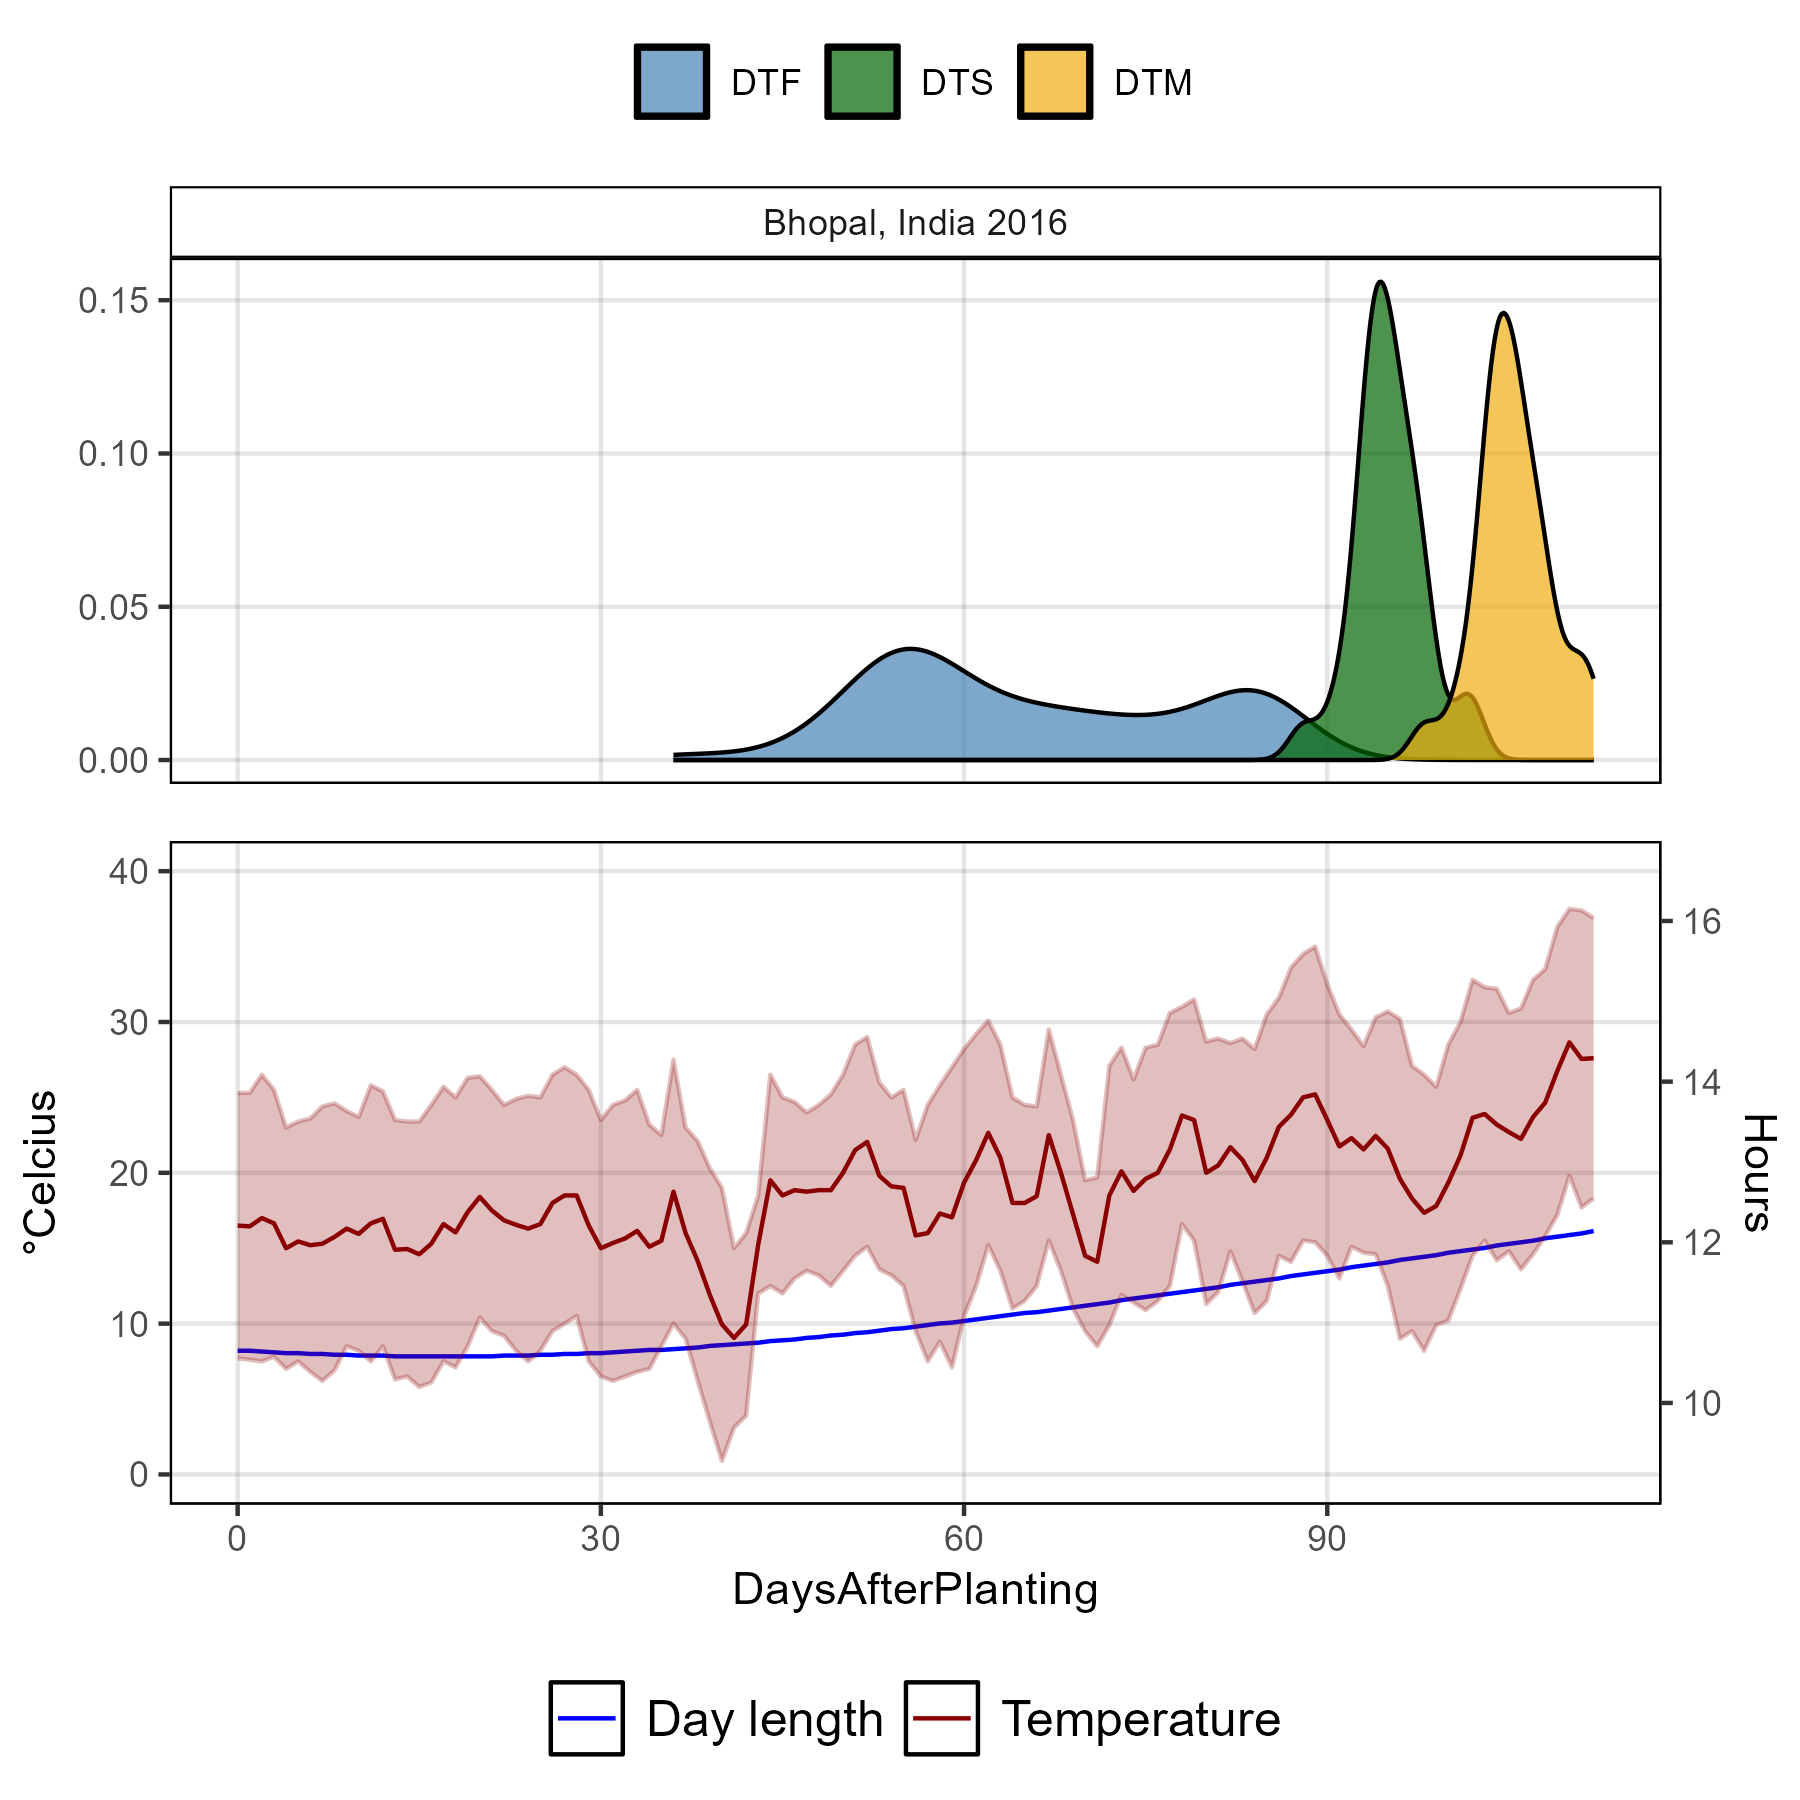 DTF DTS DTM
Bhopal, India 2016
0.15
0.10
0.05
0.00
40
30
20
10
0
°Celcius
16
14
12
10
Hours
0 30 60 90
DaysAfterPlanting
Day length Temperature